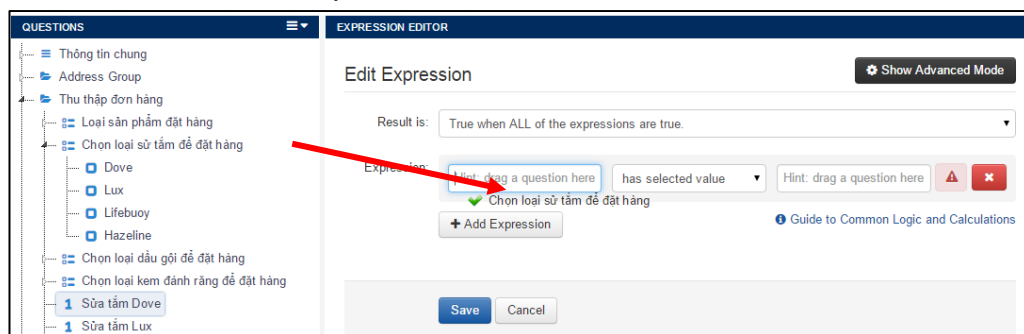 QUESTIONS
Thông tin chung
Address Group
Thu thập đơn hàng
Loại sản phẩm đặt hàng
Chọn loại sử tắm để đặt hàng
Dove
Lux
Lifebuoy
Hazeline
Chọn loại dầu gội để đặt hàng
Chọn loại kem đánh răng để đặt hàng
1 Sữa tắm Dove
1 Sữa tắm Lux
EXPRESSION EDITOR
Edit Expression
Show Advanced Mode
Result is: True when ALL of the expressions are true.
Expression: Hint: drag a question here has selected value Hint: drag a question here
Chọn loại sử tắm để đặt hàng
+ Add Expression
Guide to Common Logic and Calculations
Save Cancel